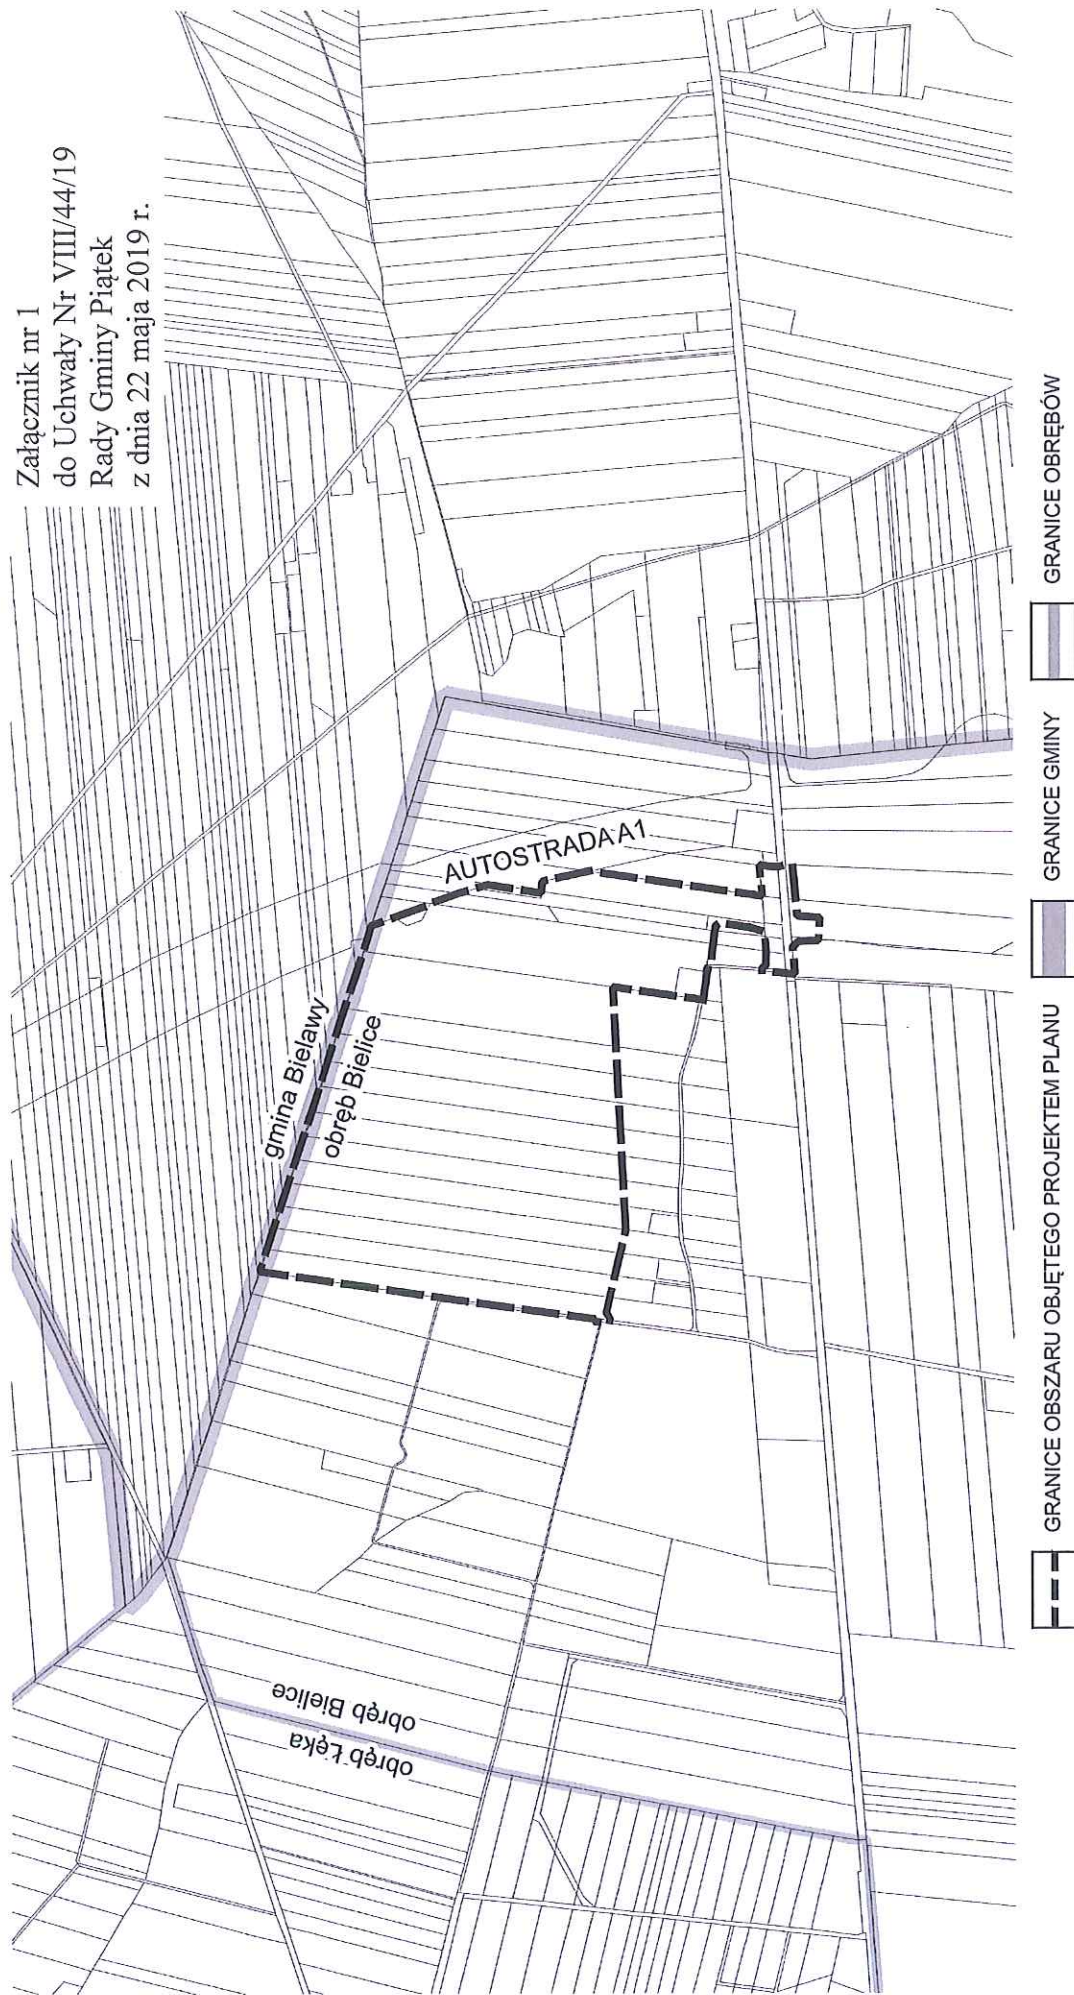 Załącznik nr 1
do Uchwały Nr VIII/44/19
Rady Gminy Piątek
z dnia 22 maja 2019 r.
gmina Bielawy
obręb Bielice
AUTOSTRADA A1
obręb Bielice
obręb Łęka
GRANICE OBSZARU OBJĘTEGO PROJEKTEM PLANU
GRANICE GMINY
GRANICE OBRĘBÓW